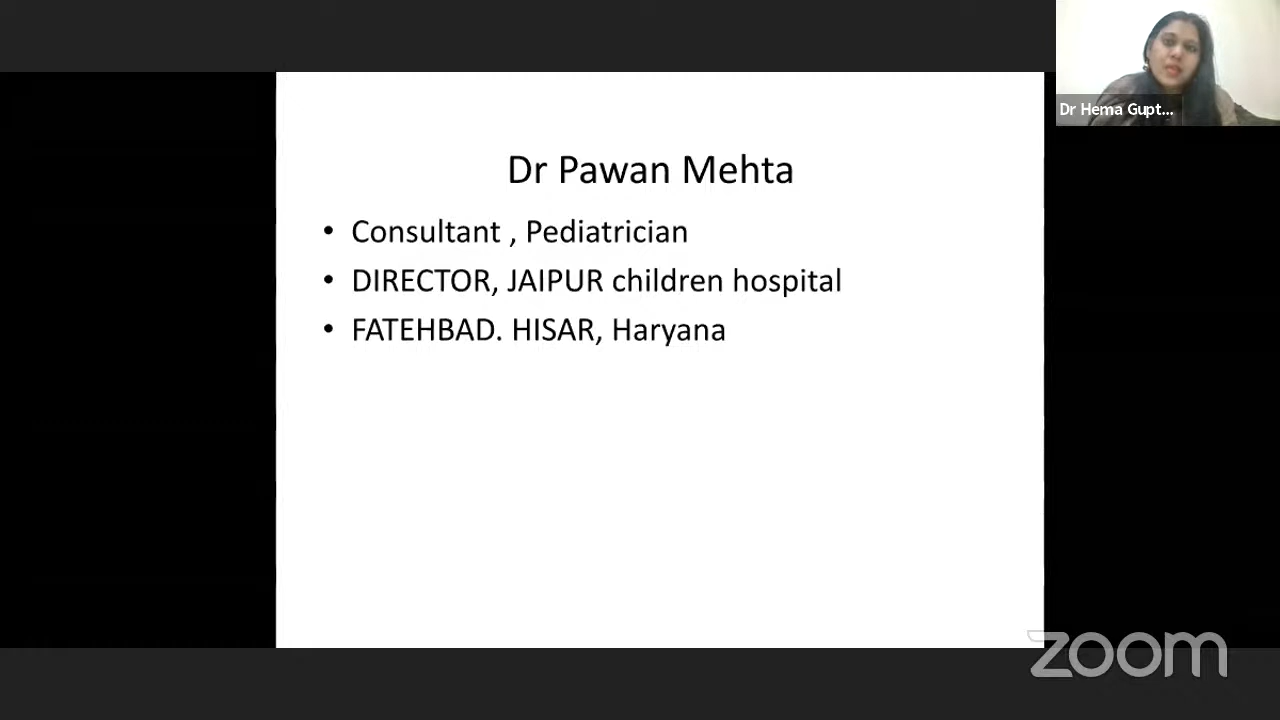 Dr Pawan Mehta
• Consultant , Pediatrician
• DIRECTOR, JAIPUR children hospital
• FATEHBAD. HISAR, Haryana
Dr Hema Gupt...
zoom